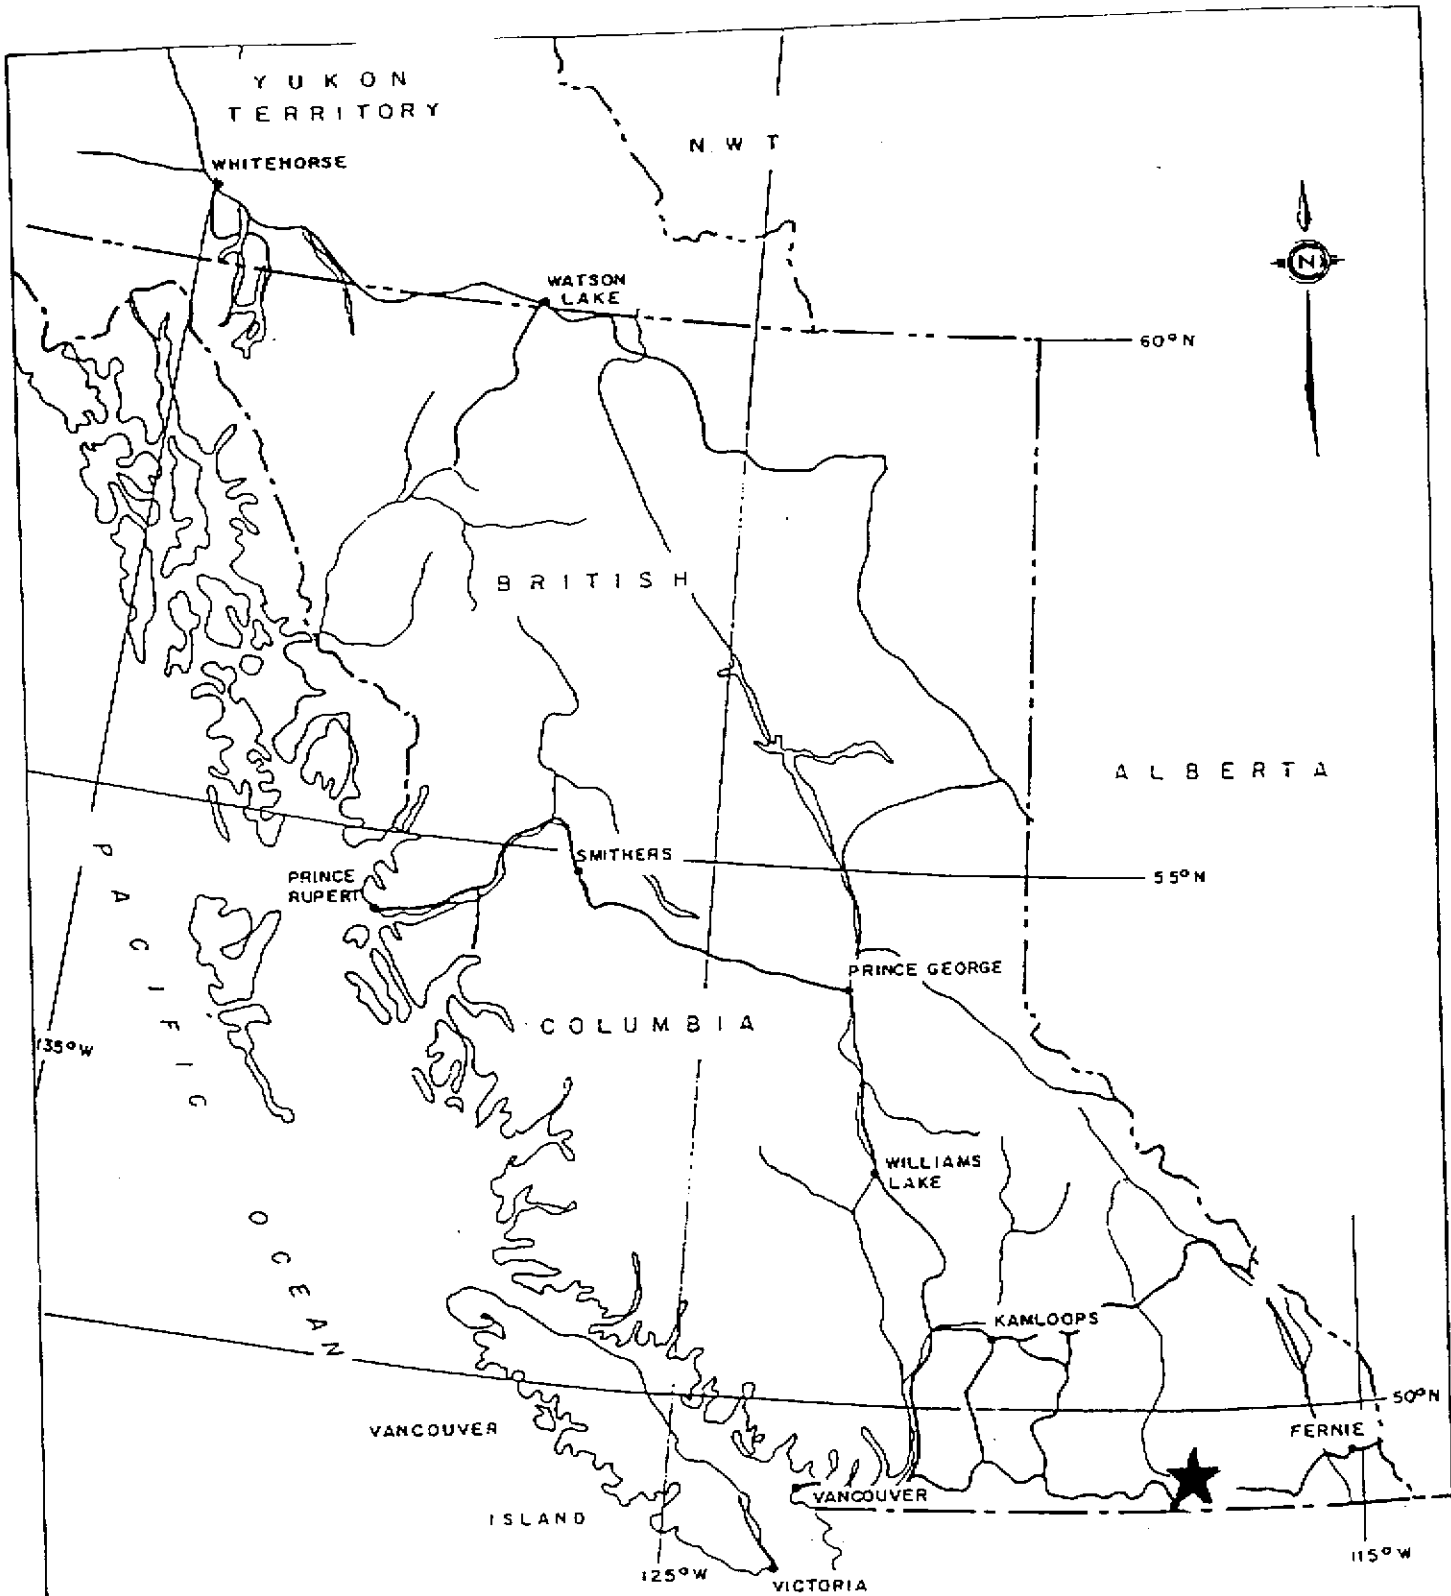 YUKON
TERRITORY
N.W.T
WHITEHORSE
N
WATSON
LAKE
60°N
BRITISH
ALBERTA
PACIFIC
SMITHERS
PRINCE
RUPERT
55°N
PRINCE GEORGE
COLUMBIA
135°W
WILLIAMS
LAKE
OCEAN
KAMLOOPS
50°N
VANCOUVER
FERNIE
VANCOUVER
ISLAND
115°W
125°W
VICTORIA